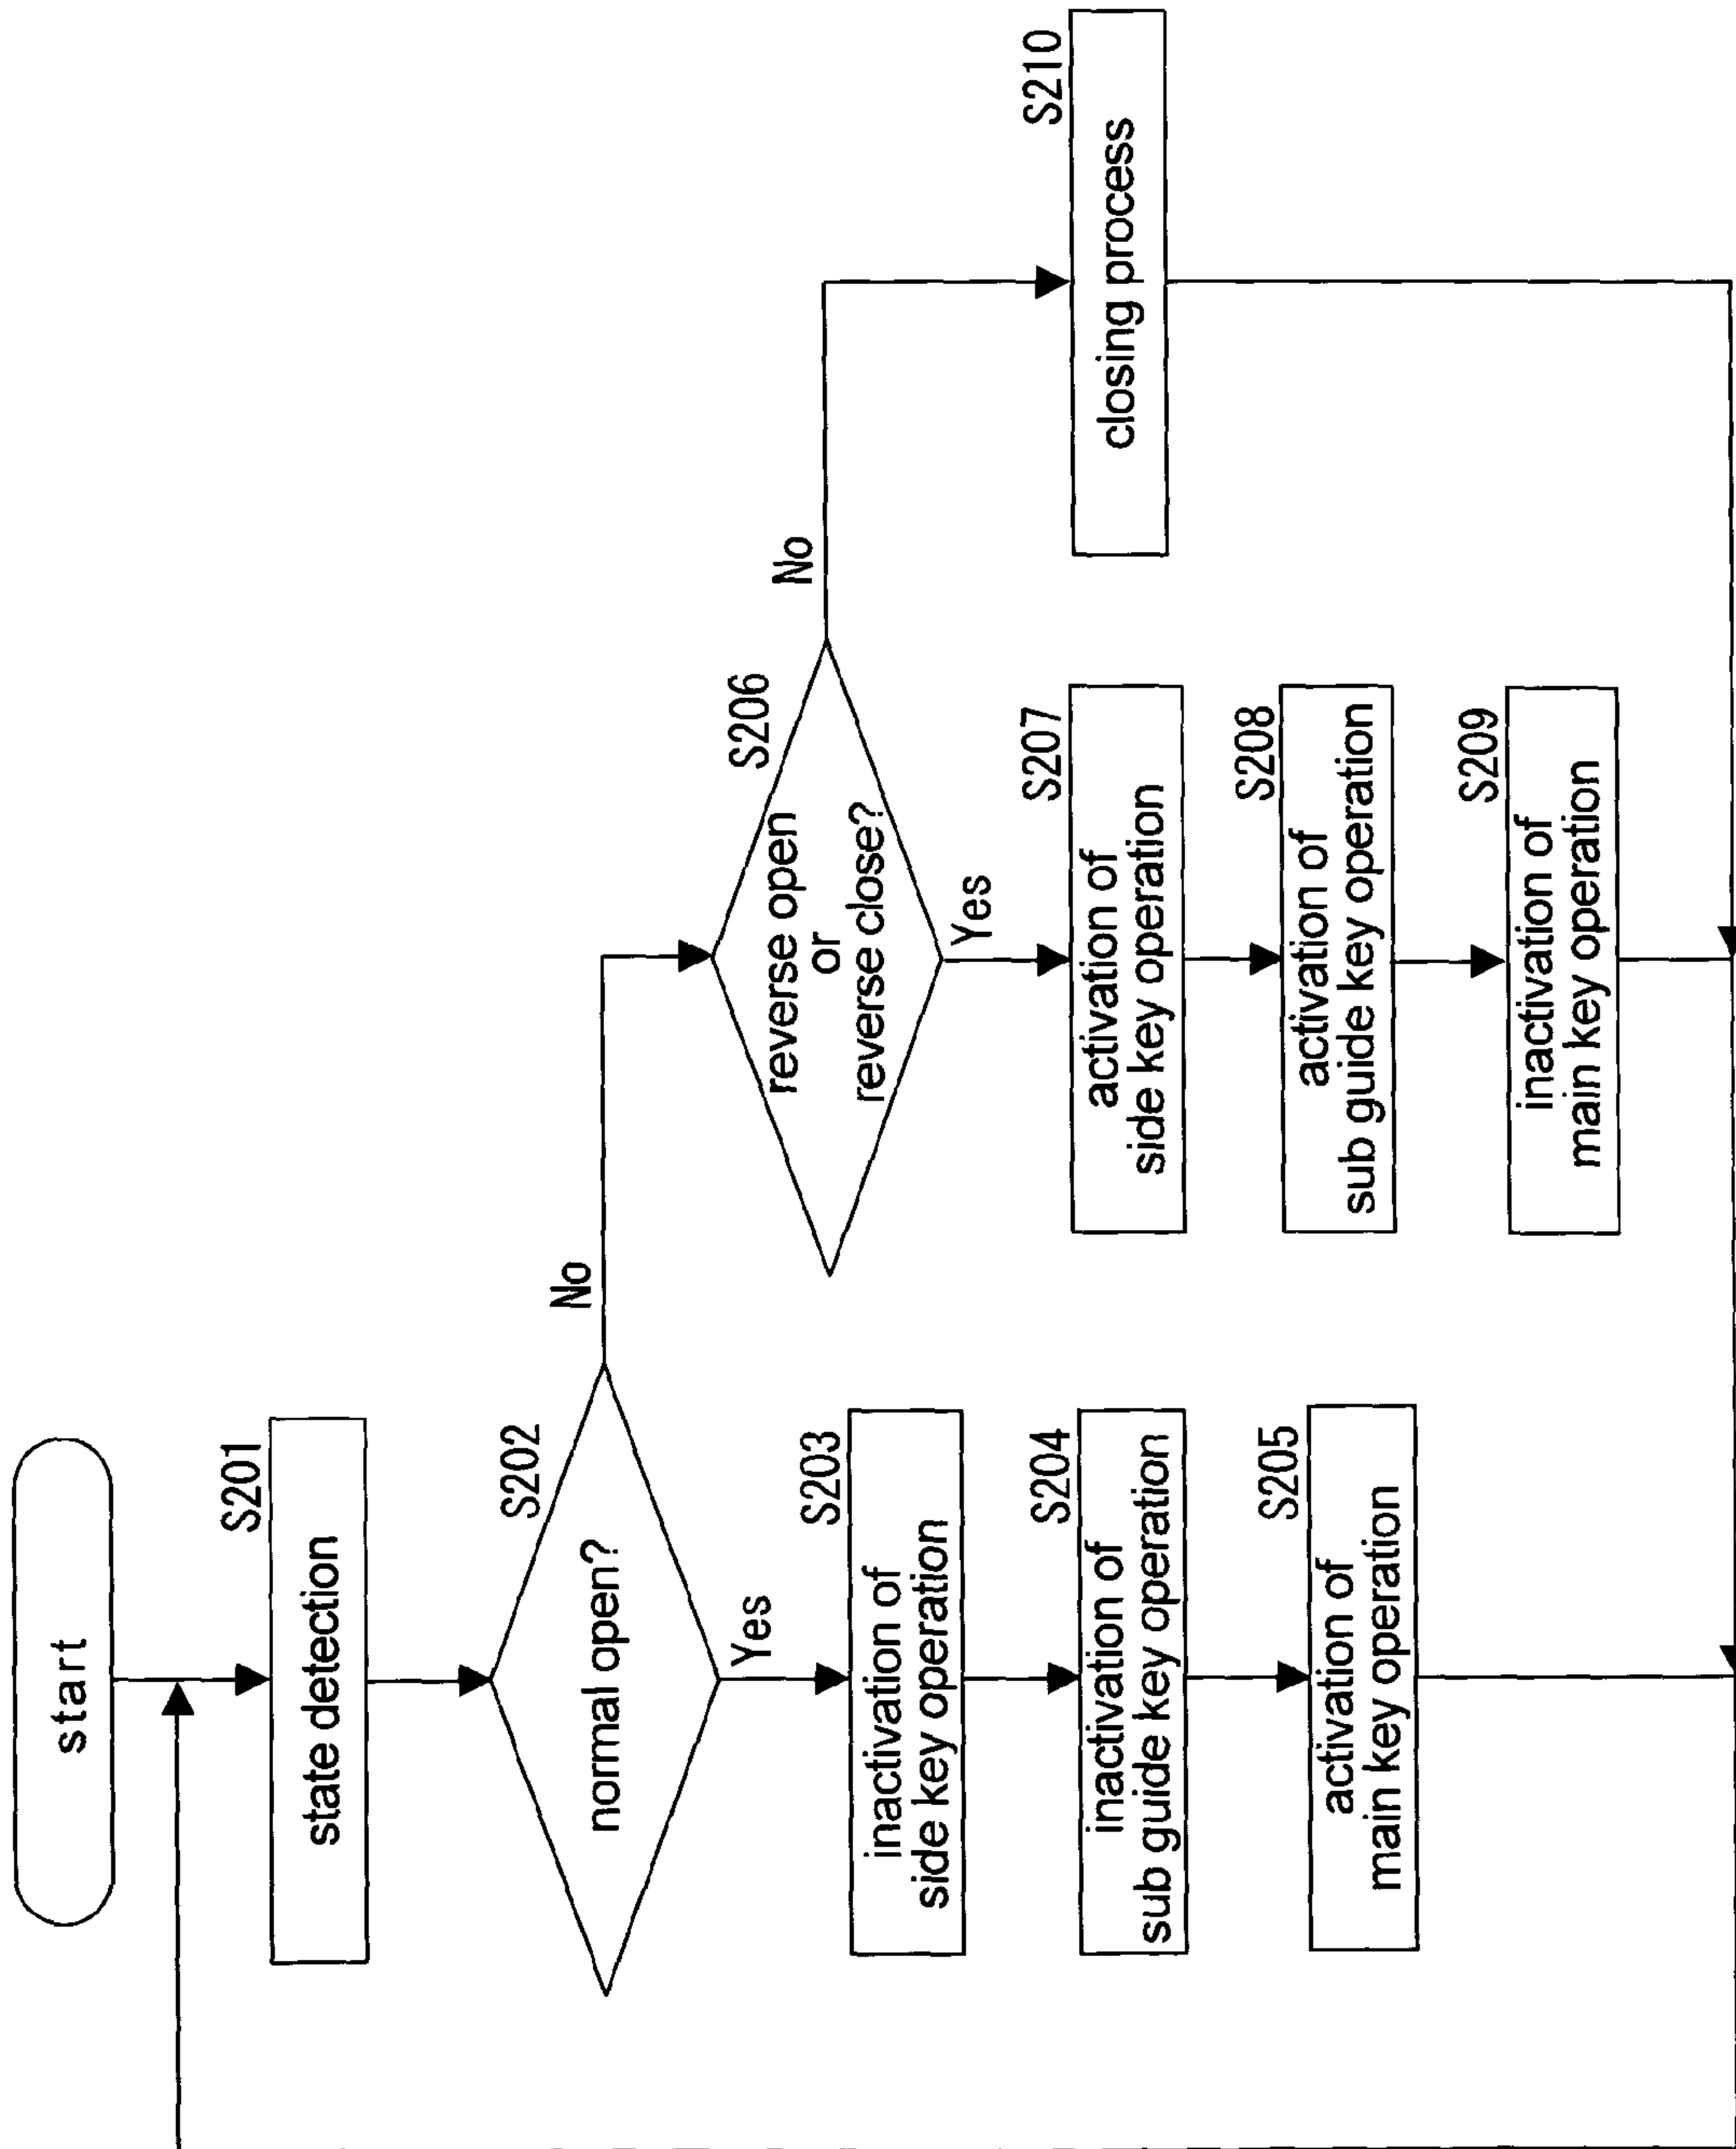 start
S201
state detection
S202
normal open?
No
Yes
S203
inactivation of
side key operation
S204
inactivation of
sub guide key operation
S205
activation of
main key operation
S206
reverse open
or
reverse close?
No
Yes
S207
activation of
side key operation
S208
activation of
sub guide key operation
S209
inactivation of
main key operation
S210
closing process